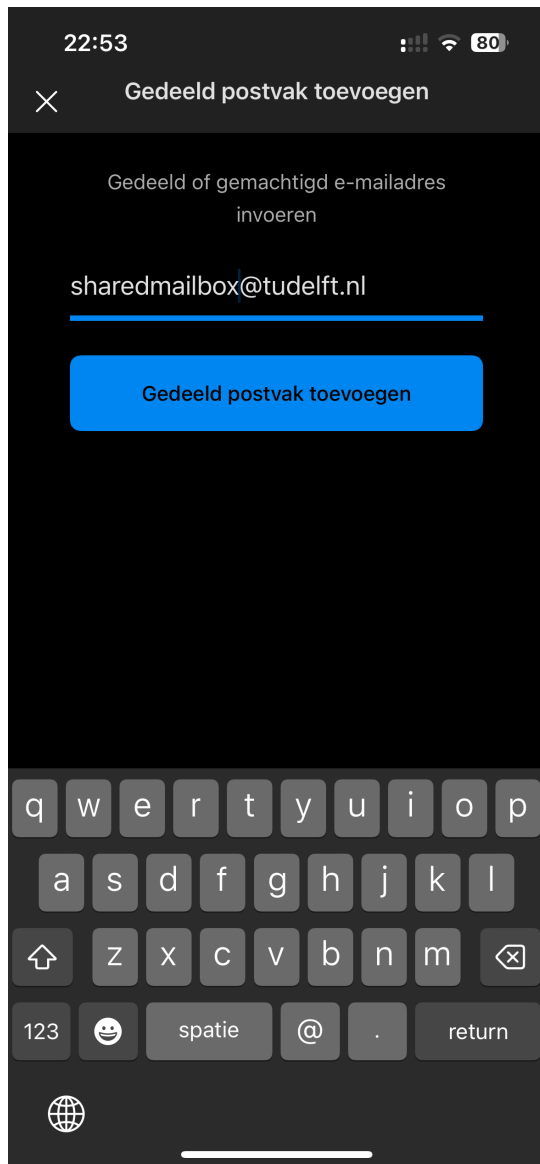 22:53
80
Gedeeld postvak toevoegen
Gedeeld of gemachtigd e-mailadres
invoeren
sharedmailbox@tudelft.nl
Gedeeld postvak toevoegen
q w e r t y u i o p
a s d f g h j k l
z x c v b n m
123 spatie @ . return